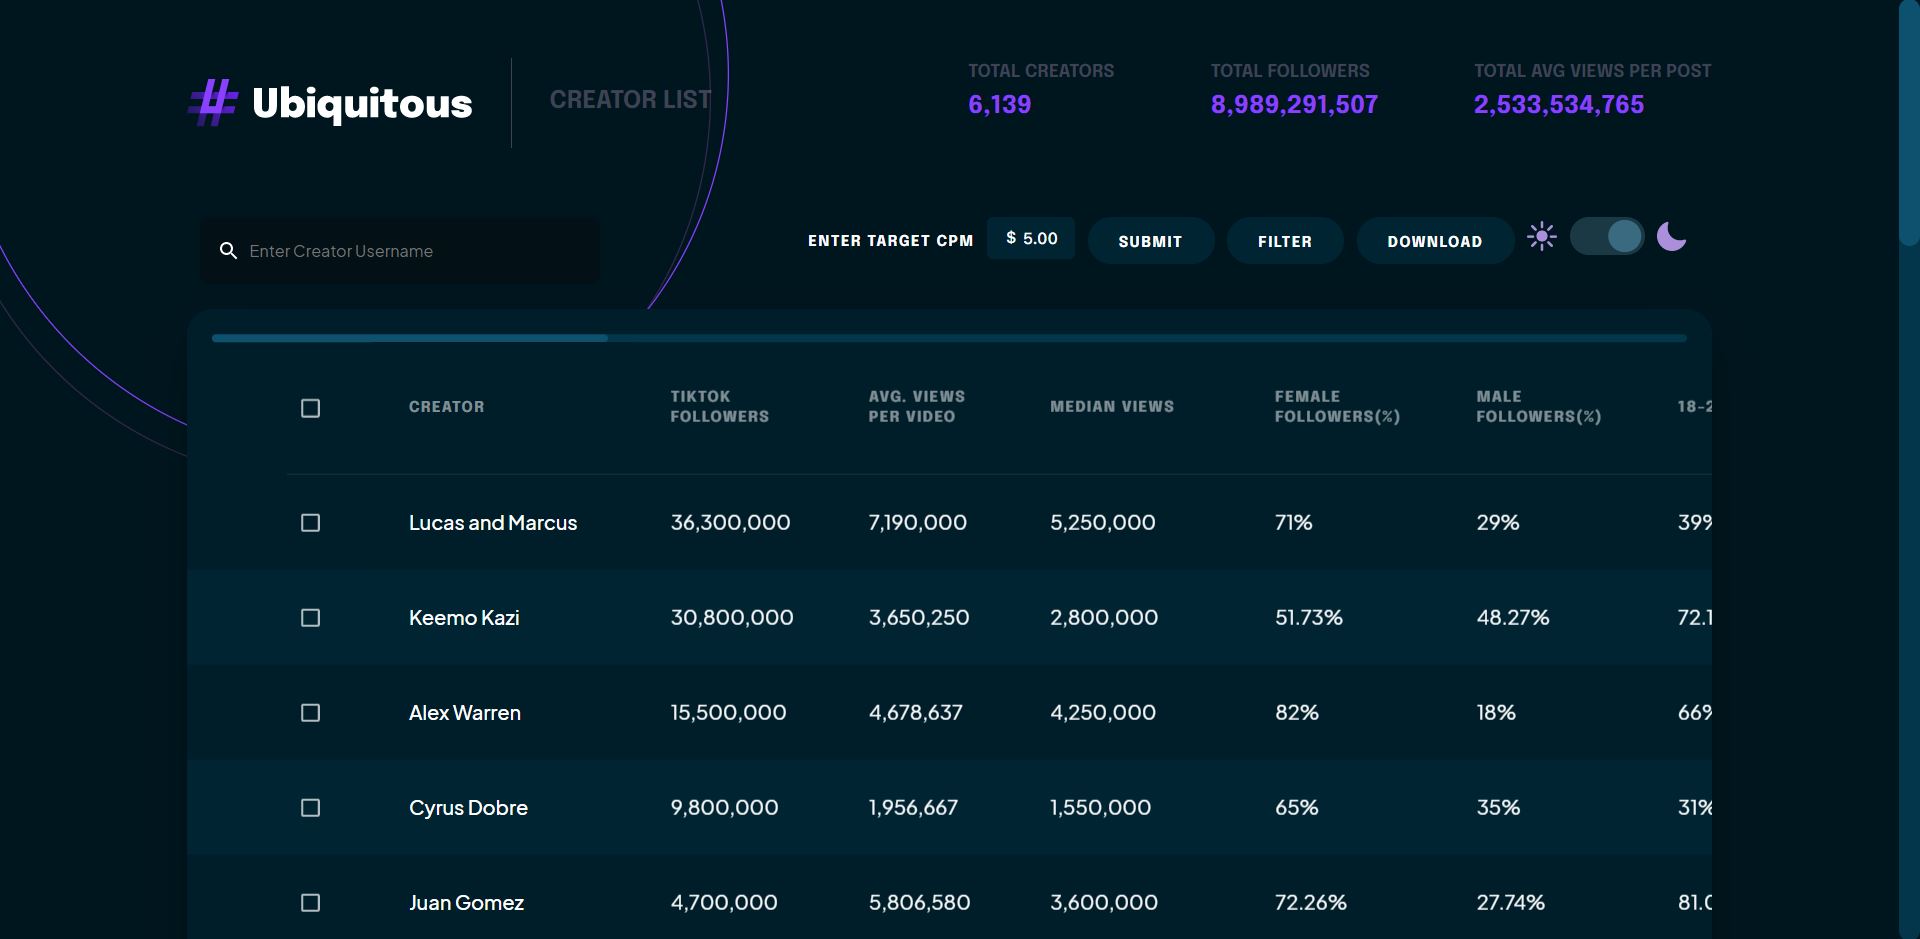 # Ubiquitous
CREATOR LIST
TOTAL CREATORS
6,139
TOTAL FOLLOWERS
8,989,291,507
TOTAL AVG VIEWS PER POST
2,533,534,765
Enter Creator Username
ENTER TARGET CPM
$ 5.00
SUBMIT
FILTER
DOWNLOAD
CREATOR
TIKTOK
FOLLOWERS
AVG. VIEWS
PER VIDEO
MEDIAN VIEWS
FEMALE
FOLLOWERS(%)
MALE
FOLLOWERS(%)
18-2
Lucas and Marcus 36,300,000 7,190,000 5,250,000 71% 29% 39%
Keemo Kazi 30,800,000 3,650,250 2,800,000 51.73% 48.27% 72.1
Alex Warren 15,500,000 4,678,637 4,250,000 82% 18% 66%
Cyrus Dobre 9,800,000 1,956,667 1,550,000 65% 35% 31%
Juan Gomez 4,700,000 5,806,580 3,600,000 72.26% 27.74% 81.0